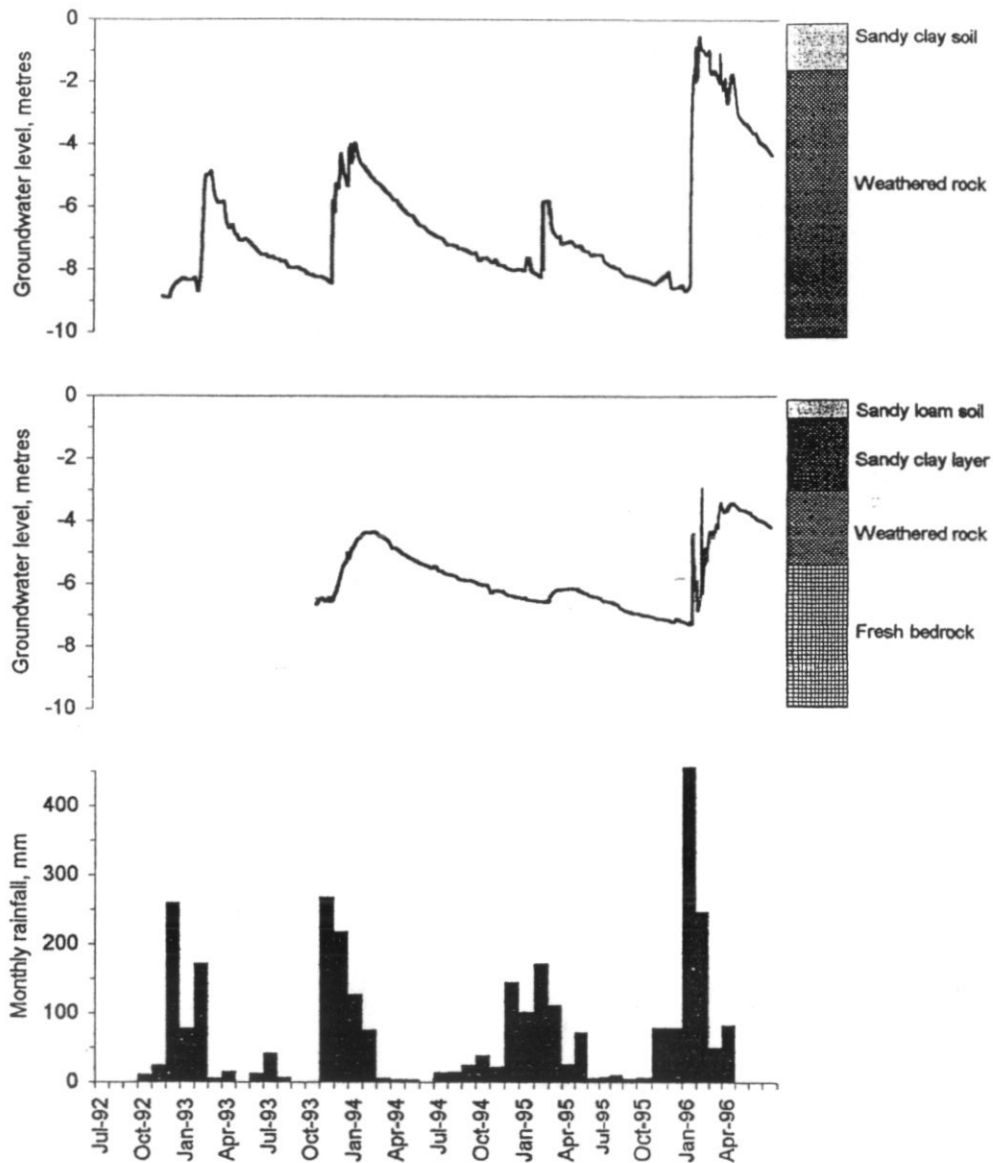 0
-2
-4
-6
-8
-10
Groundwater level, metres
Sandy clay soil
Weathered rock
0
-2
-4
-6
-8
-10
Groundwater level, metres
Sandy loam soil
Sandy clay layer
Weathered rock
Fresh bedrock
400
300
200
100
0
Monthly rainfall, mm
Jul-92
Oct-92
Jan-93
Apr-93
Jul-93
Oct-93
Jan-94
Apr-94
Jul-94
Oct-94
Jan-95
Apr-95
Jul-95
Oct-95
Jan-96
Apr-96